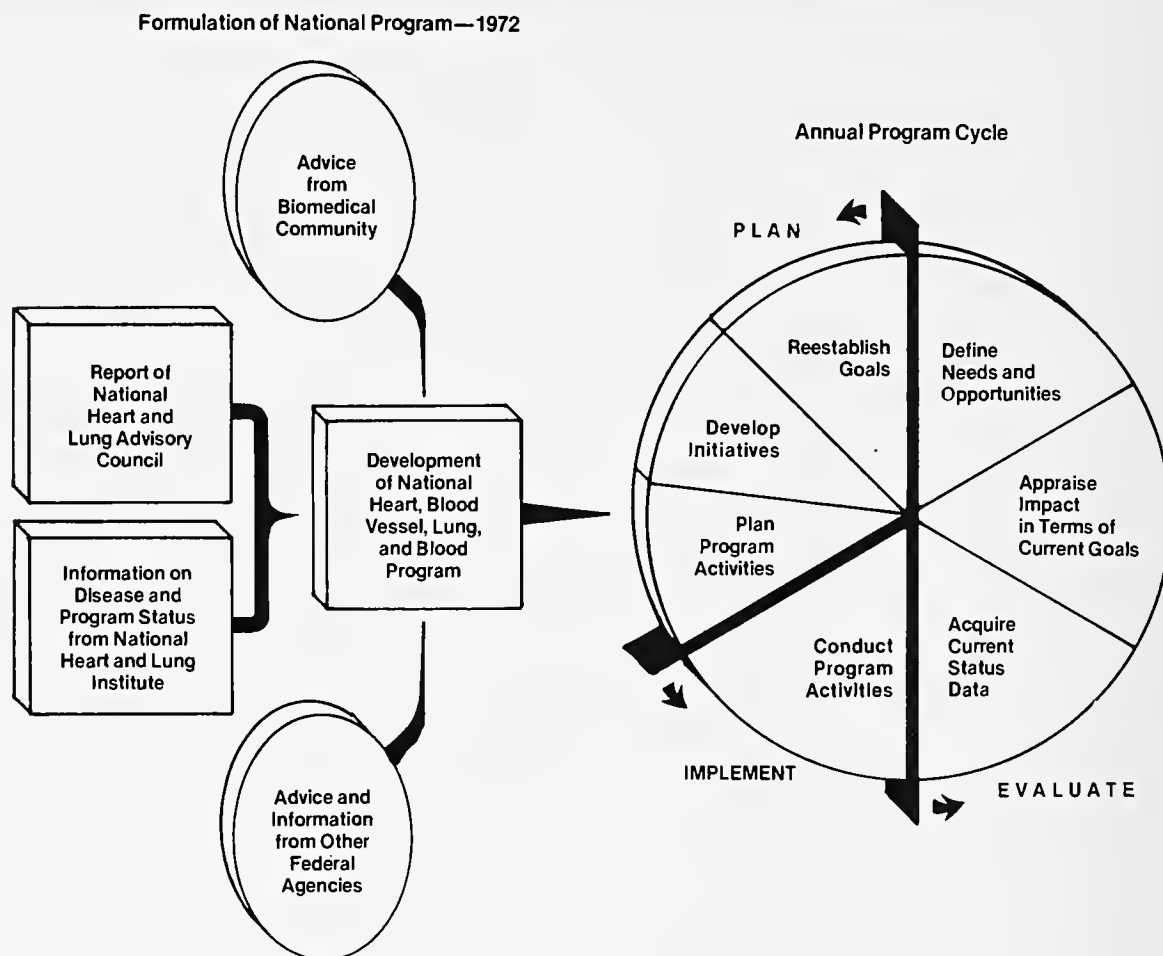 Formulation of National Program—1972
Advice
from
Biomedical
Community
Report of
National
Heart and
Lung Advisory
Council
Information on
Disease and
Program Status
from National
Heart and Lung
Institute
Development
of National
Heart, Blood
Vessel, Lung,
and Blood
Program
Advice and
Information
from Other
Federal
Agencies
Annual Program Cycle
PLAN
Reestablish
Goals
Develop
Initiatives
Plan
Program
Activities
IMPLEMENT
Conduct
Program
Activities
EVALUATE
Acquire
Current
Status
Data
Appraise
Impact
in Terms of
Current Goals
Define
Needs and
Opportunities